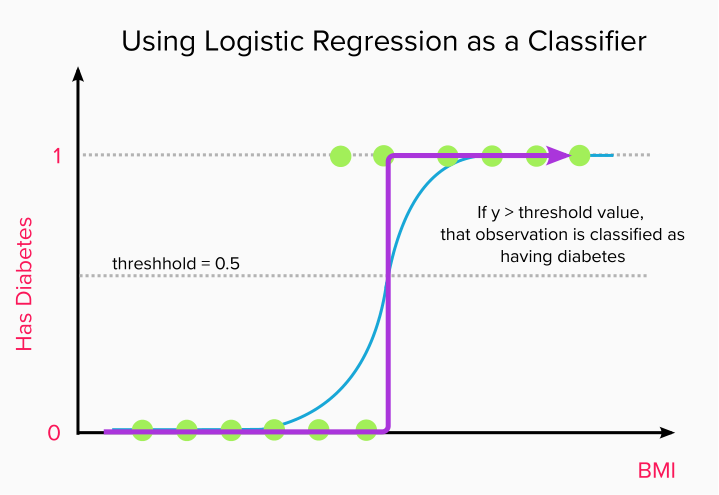 Using Logistic Regression as a Classifier
1
If y > threshold value,
that observation is classified as
having diabetes
threshhold = 0.5
Has Diabetes
0
BMI